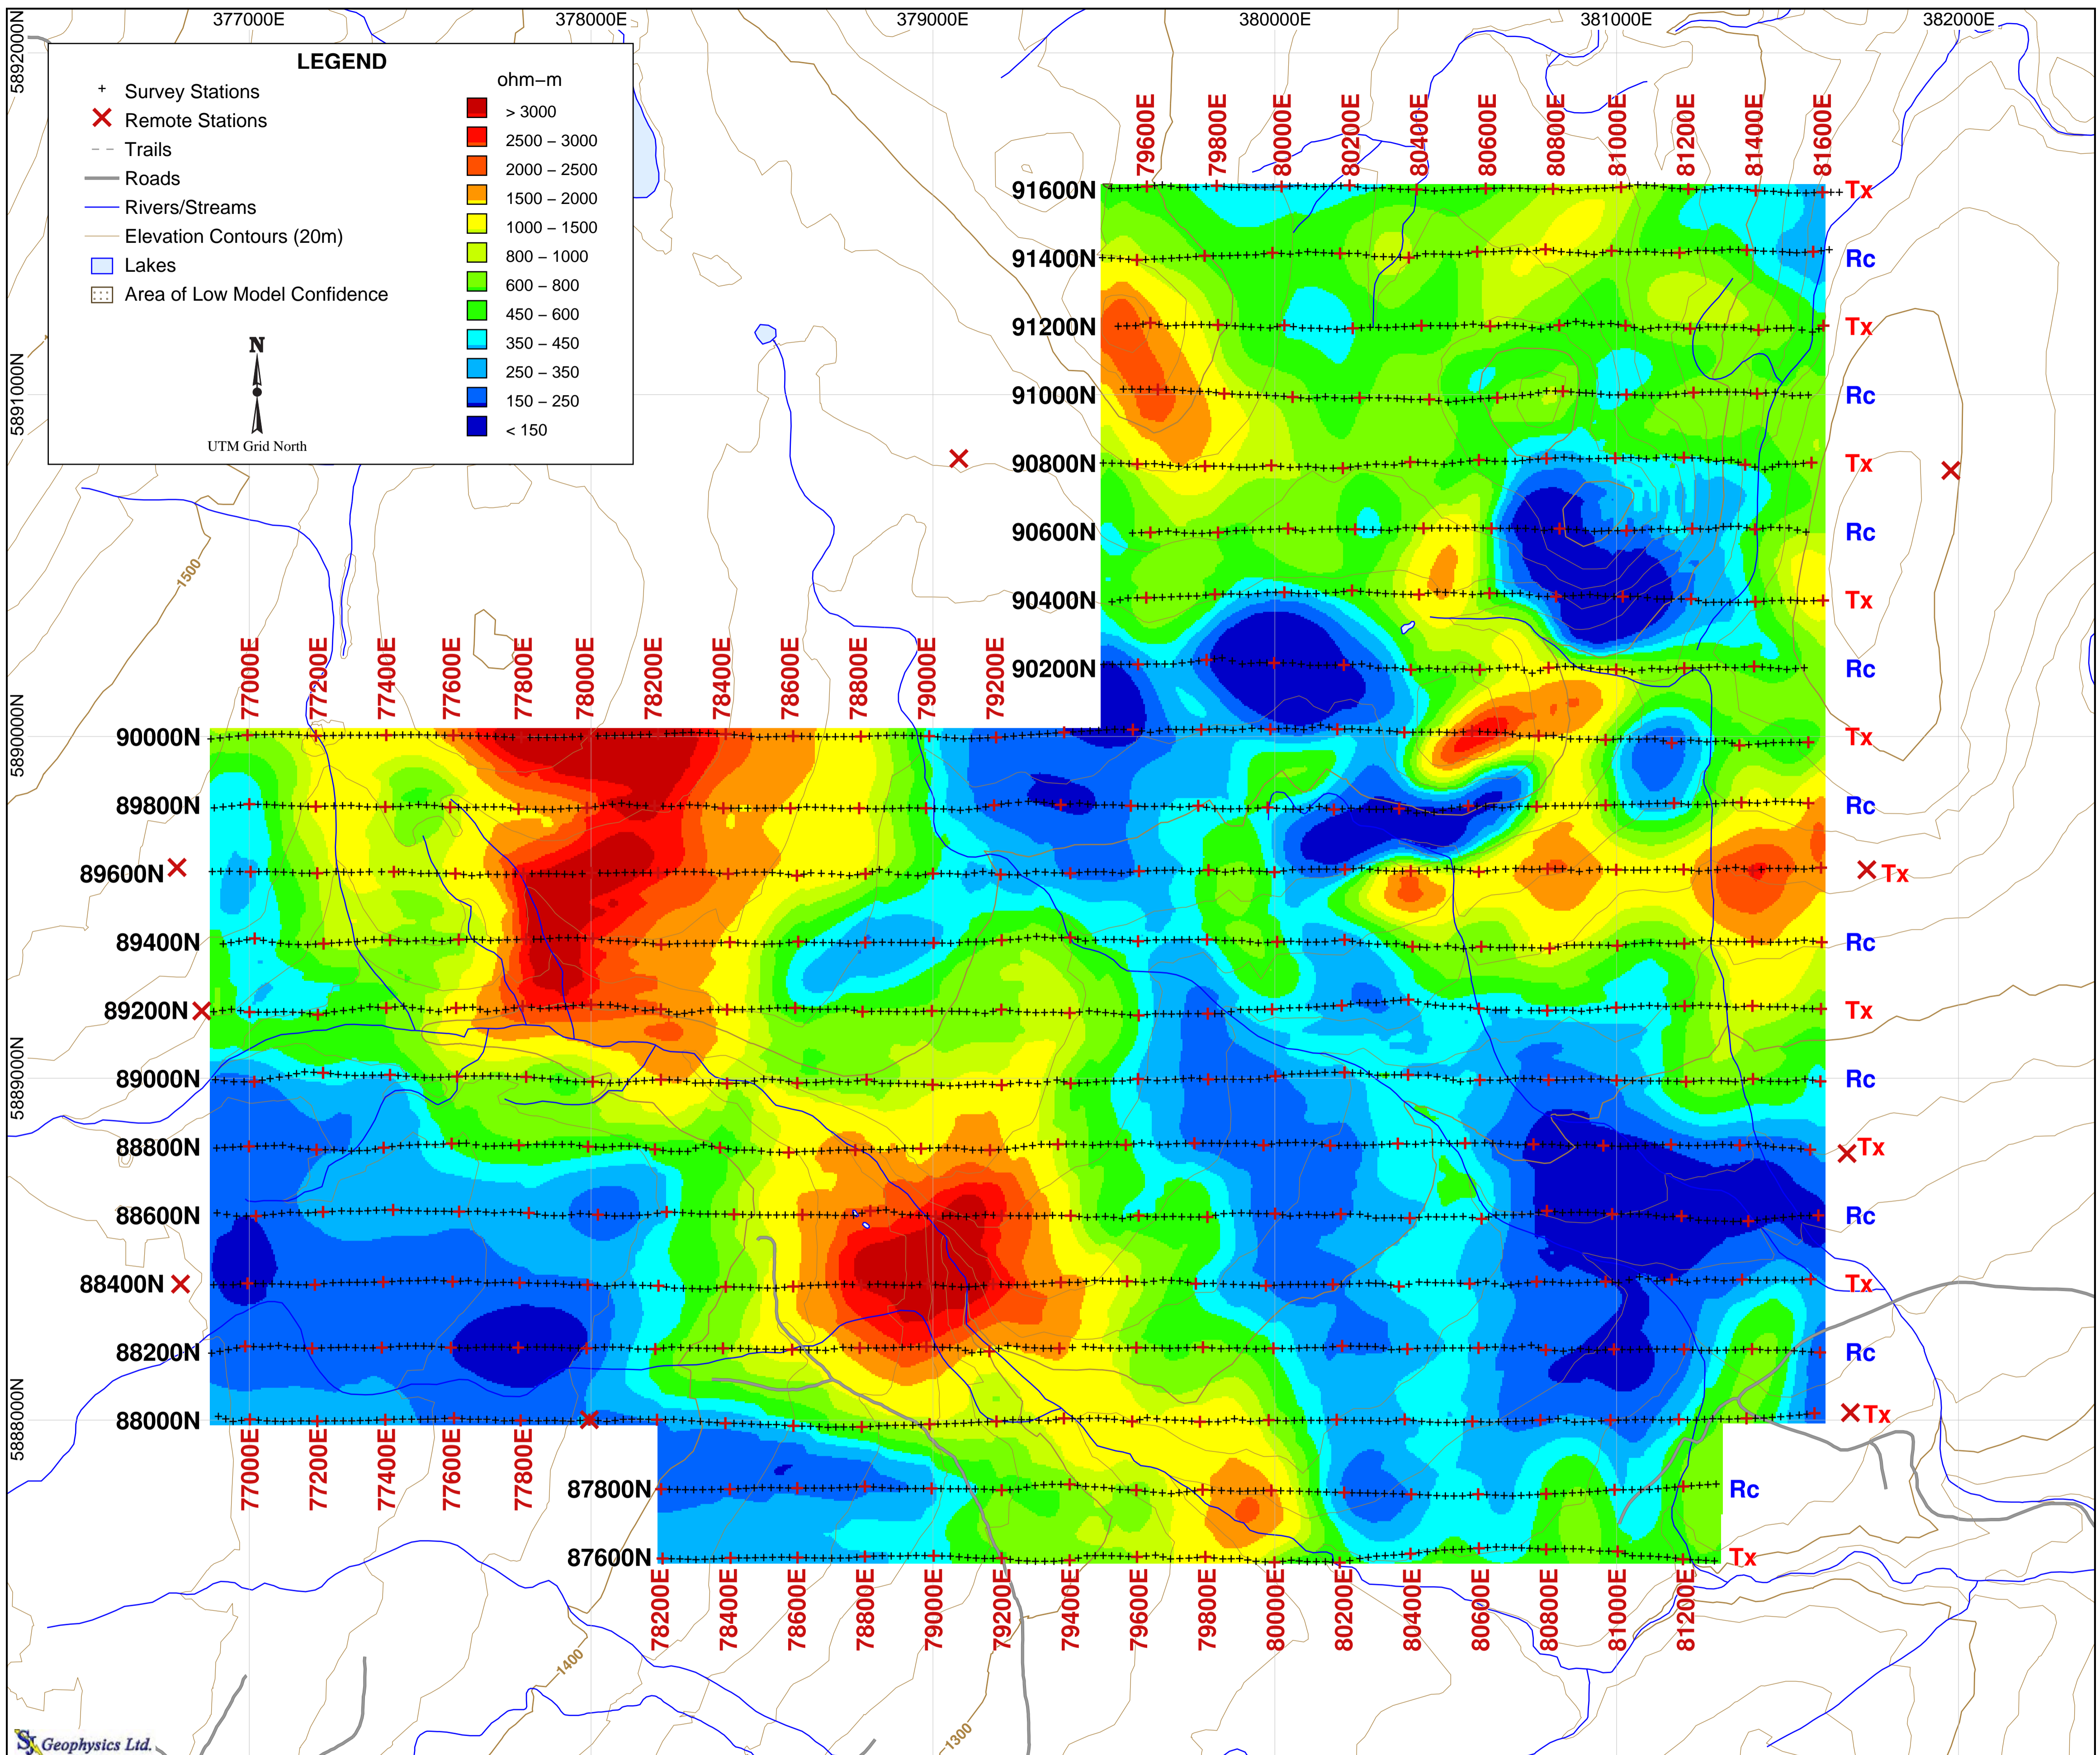 377000E 378000E 379000E 380000E 381000E 382000E
5892000N
5891000N
5890000N
5889000N
5888000N
LEGEND
Survey Stations
Remote Stations
Trails
Roads
Rivers/Streams
Elevation Contours (20m)
Lakes
Area of Low Model Confidence
N
UTM Grid North
ohm-m
> 3000
2500 - 3000
2000 - 2500
1500 - 2000
1000 - 1500
800 - 1000
600 - 800
450 - 600
350 - 450
250 - 350
150 - 250
< 150
79600E 79800E 80000E 80200E 80400E 80600E 80800E 81000E 81200E 81400E 81600E
91600N Tx
91400N Rc
91200N Tx
91000N Rc
90800N Tx
90600N Rc
1500
90400N Tx
90200N Rc
77000E 77200E 77400E 77600E 77800E 78000E 78200E 78400E 78600E 78800E 79000E 79200E
90000N Tx
89800N Rc
89600N Tx
89400N Rc
89200N Tx
89000N Rc
88800N Tx
88600N Rc
88400N Tx
88200N Rc
88000N Tx
77000E 77200E 77400E 77600E 77800E
87800N Rc
87600N Tx
78200E 78400E 78600E 78800E 79000E 79200E 79400E 79600E 79800E 80000E 80200E 80400E 80600E 80800E 81000E 81200E
1400
1300
SJ Geophysics Ltd.